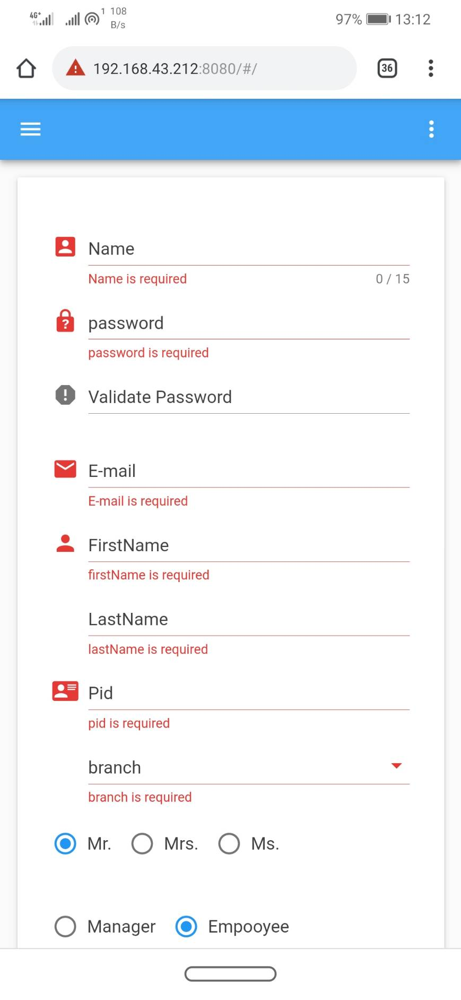 4G+ 1 108 B/s 97% 13:12
192.168.43.212:8080/#/ 36
Name
Name is required 0 / 15
password
password is required
Validate Password
E-mail
E-mail is required
FirstName
firstName is required
LastName
lastName is required
Pid
pid is required
branch
branch is required
Mr. Mrs. Ms.
Manager Empooyee